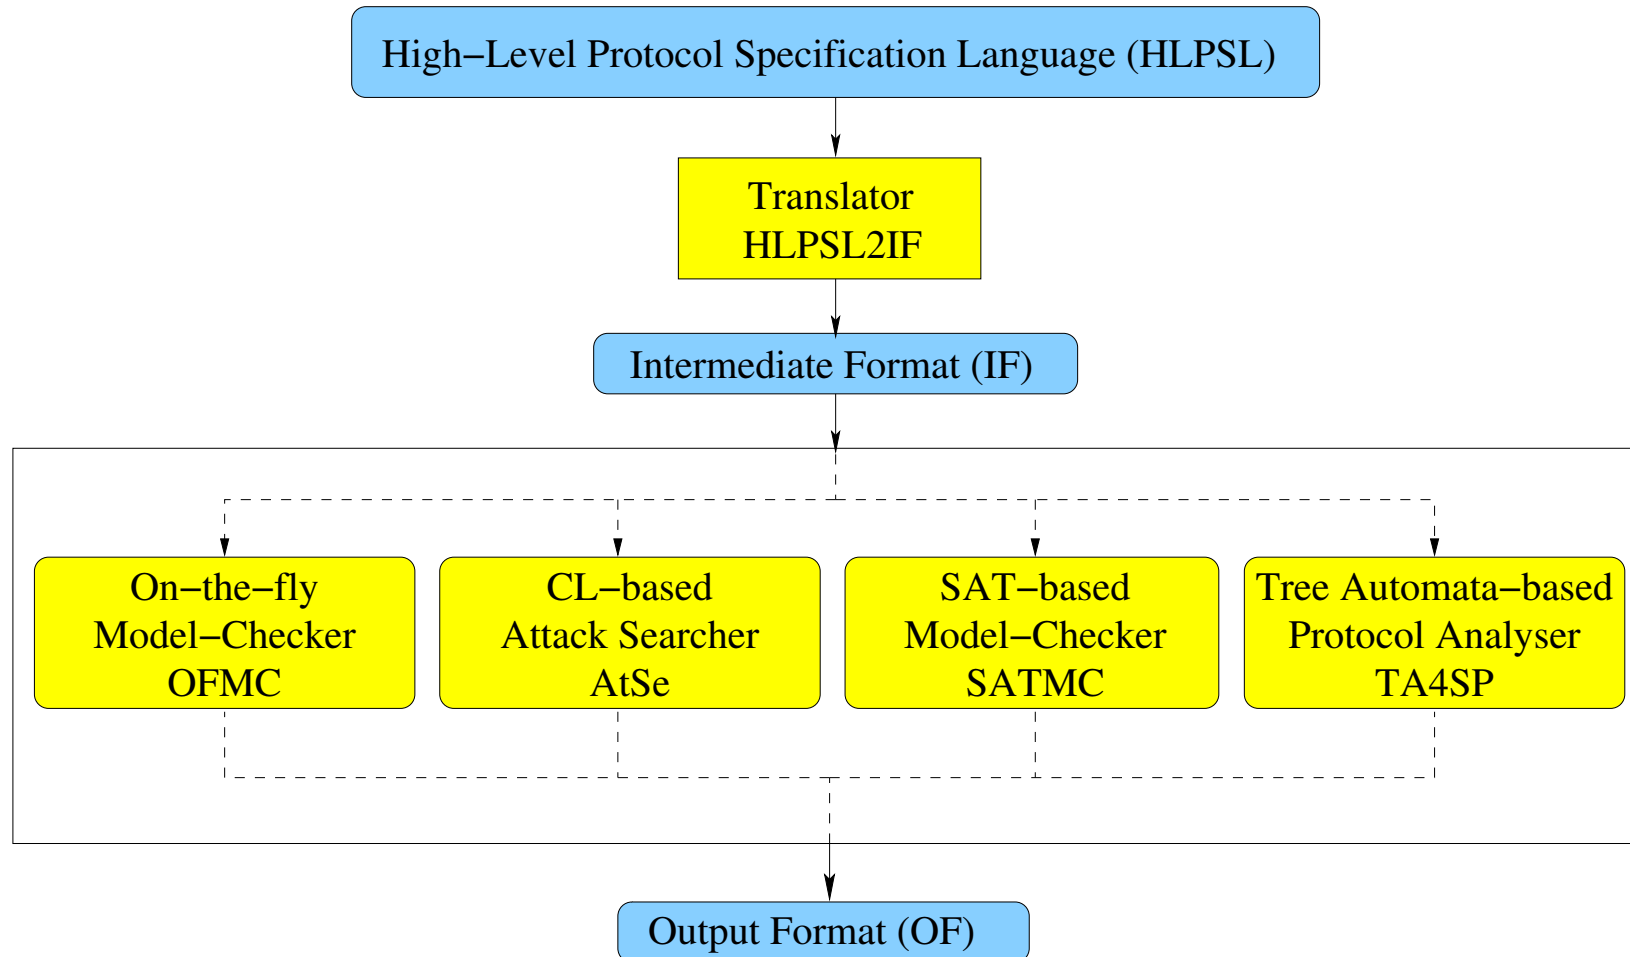 High−Level Protocol Specification Language (HLPSL)
Translator
HLPSL2IF
Intermediate Format (IF)
On−the−fly
Model−Checker
OFMC
CL−based
Attack Searcher
AtSe
SAT−based
Model−Checker
SATMC
Tree Automata−based
Protocol Analyser
TA4SP
Output Format (OF)